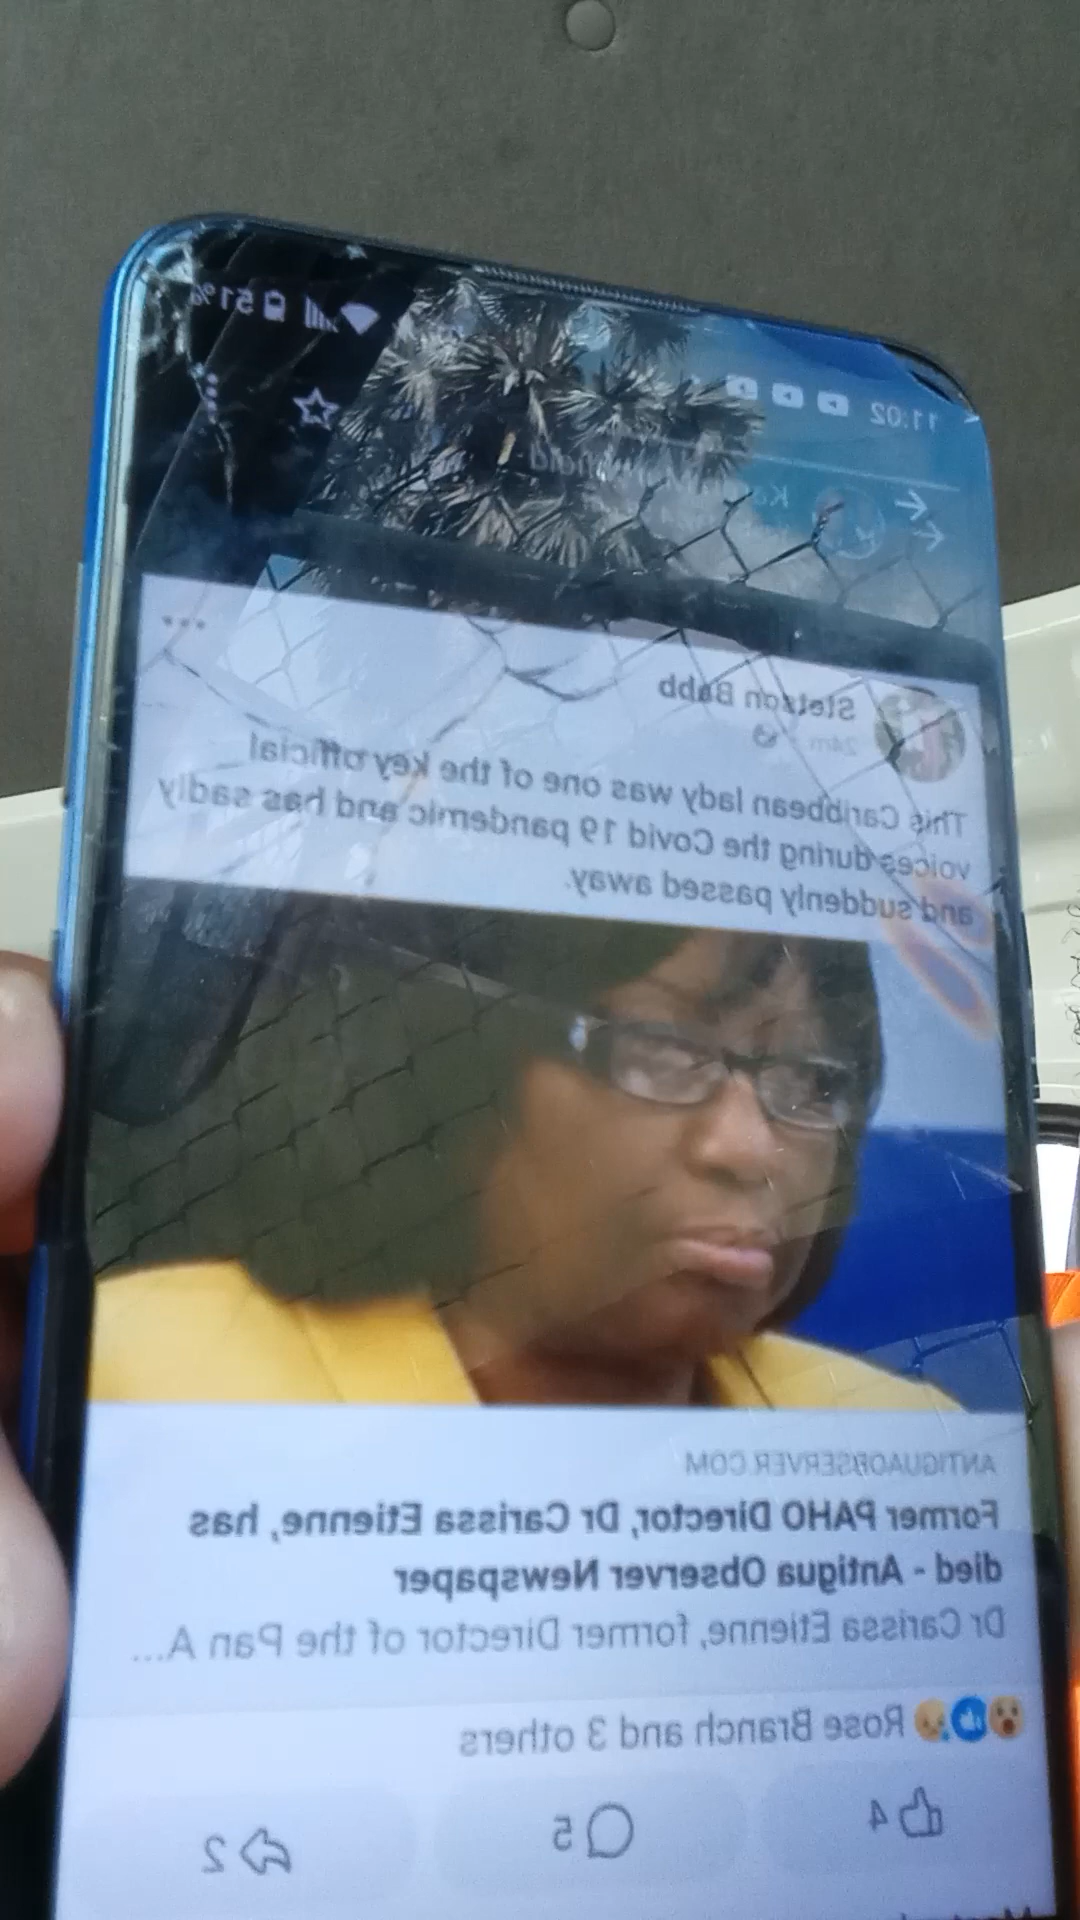 11:02
51%
Stetson Babb
24m
This Caribbean lady was one of the key official
voices during the Covid 19 pandemic and has sadly
and suddenly passed away.
ANTIGUAOBSERVER.COM
Former PAHO Director, Dr Carissa Etienne, has
died - Antigua Observer Newspaper
Dr Carissa Etienne, former Director of the Pan A...
Rose Branch and 3 others
4
5
2